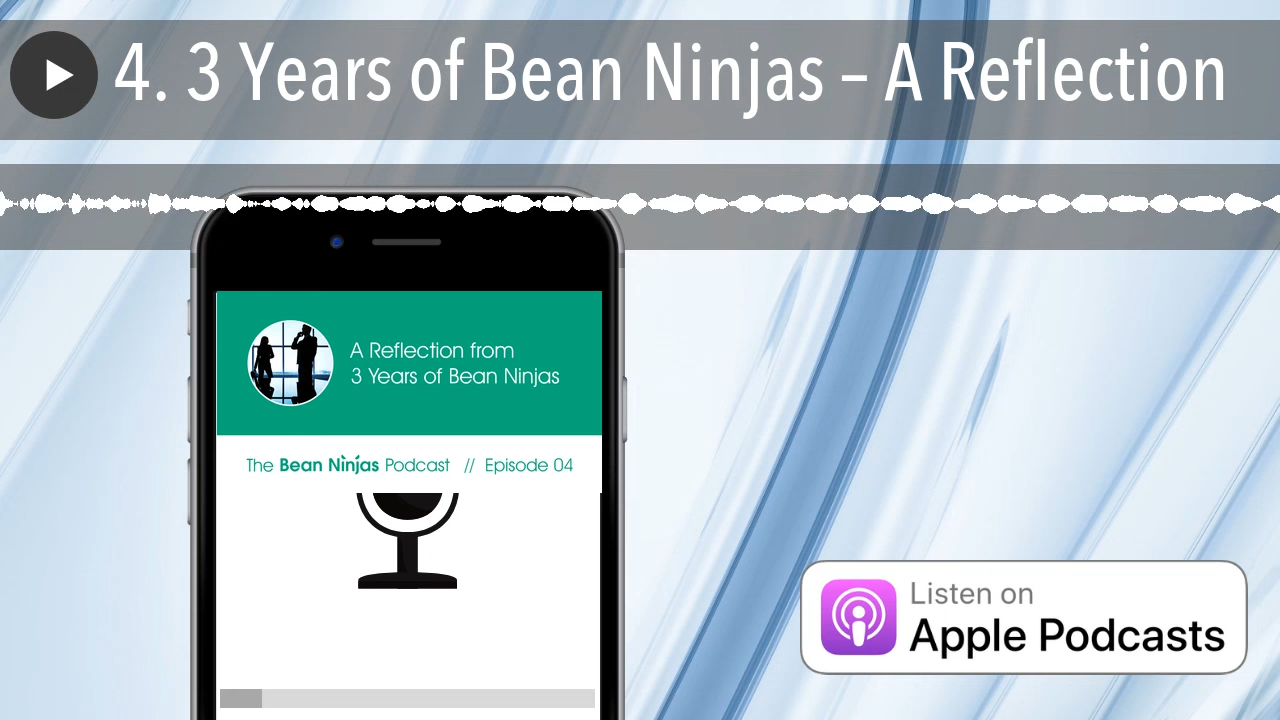 4. 3 Years of Bean Ninjas – A Reflection
A Reflection from
3 Years of Bean Ninjas
The Bean Ninjas Podcast // Episode 04
Listen on
Apple Podcasts